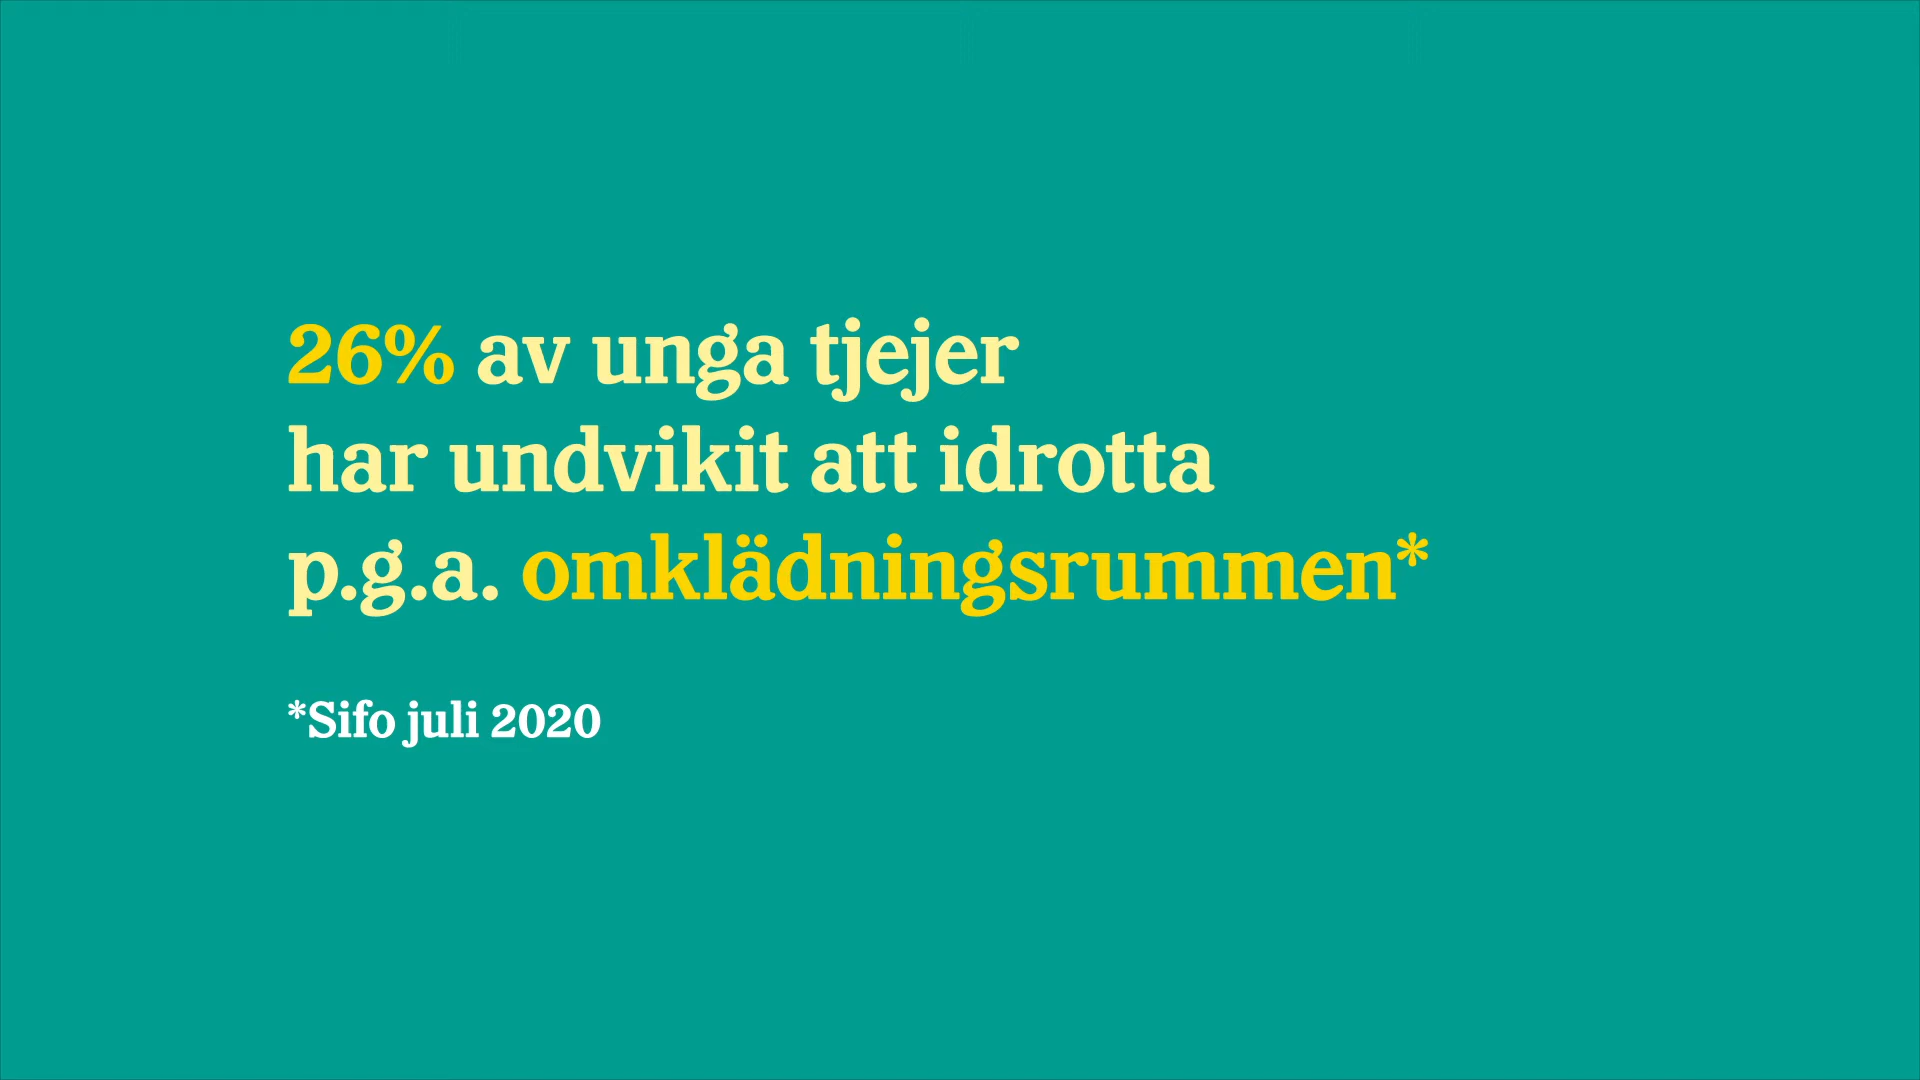 26% av unga tjejer
har undvikit att idrotta
p.g.a. omklädningsrummen*
*Sifo juli 2020